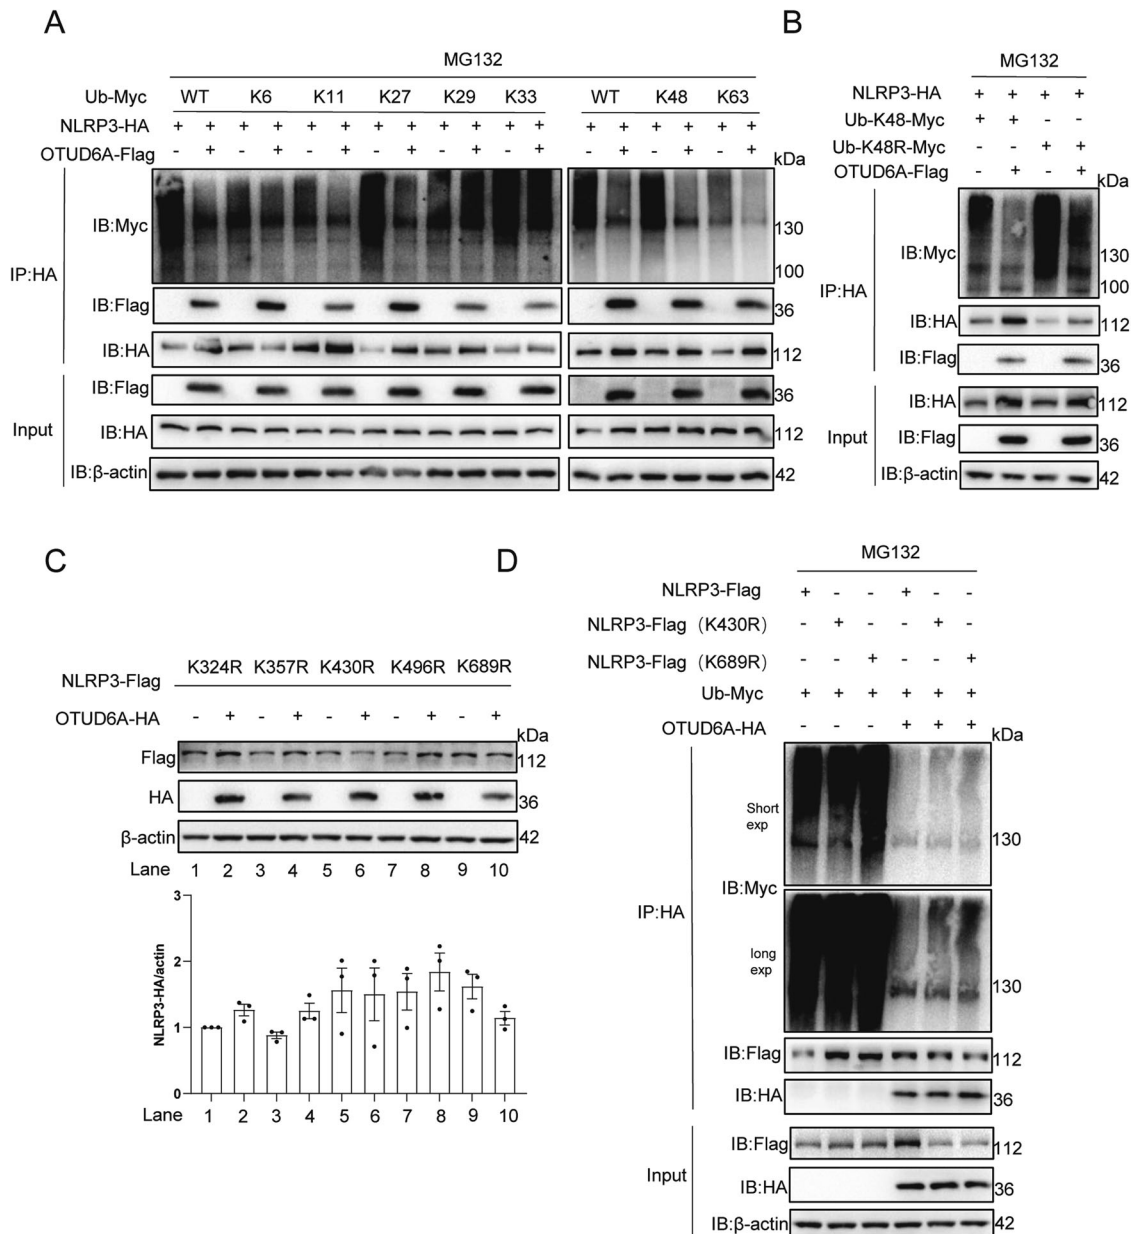 A
MG132
Ub-Myc WT K6 K11 K27 K29 K33 WT K48 K63
NLRP3-HA + + + + + + + + + + + + + + + + + +
OTUD6A-Flag - + - + - + - + - + - + - + - + - +
kDa
IP:HA
IB:Myc 130
100
IB:Flag 36
IB:HA 112
Input
IB:Flag 36
IB:HA 112
IB:β-actin 42
B
MG132
NLRP3-HA + + + +
Ub-K48-Myc + + - -
Ub-K48R-Myc - - + +
OTUD6A-Flag - + - +
kDa
IP:HA
IB:Myc 130
100
IB:HA 112
IB:Flag 36
Input
IB:HA 112
IB:Flag 36
IB:β-actin 42
C
NLRP3-Flag K324R K357R K430R K496R K689R
OTUD6A-HA - + - + - + - + - +
kDa
Flag 112
HA 36
β-actin 42
Lane 1 2 3 4 5 6 7 8 9 10
NLRP3-HA/actin
3
2
1
0
Lane 1 2 3 4 5 6 7 8 9 10
D
MG132
NLRP3-Flag + - - + - -
NLRP3-Flag (K430R) - + - - + -
NLRP3-Flag (K689R) - - + - - +
Ub-Myc + + + + + +
OTUD6A-HA - - - + + +
kDa
IP:HA
Short
exp
130
IB:Myc
long
exp
130
IB:Flag 112
IB:HA 36
Input
IB:Flag 112
IB:HA 36
IB:β-actin 42